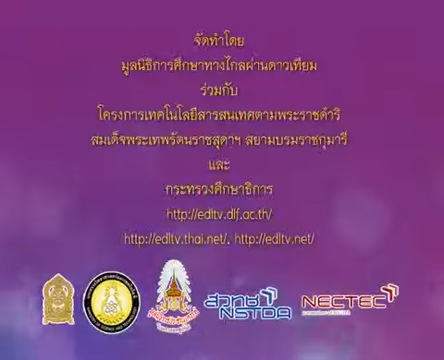 จัดทำโดย
มูลนิธิการศึกษาทางไกลผ่านดาวเทียม
ร่วมกับ
โครงการเทคโนโลยีสารสนเทศตามพระราชดำริ
สมเด็จพระเทพรัตนราชสุดาฯ สยามบรมราชกุมารี
และ
กระทรวงศึกษาธิการ
http://edltv.dlf.ac.th/
http://edltv.thai.net/, http://edltv.net/
สวทช NECTEC
NSTDA